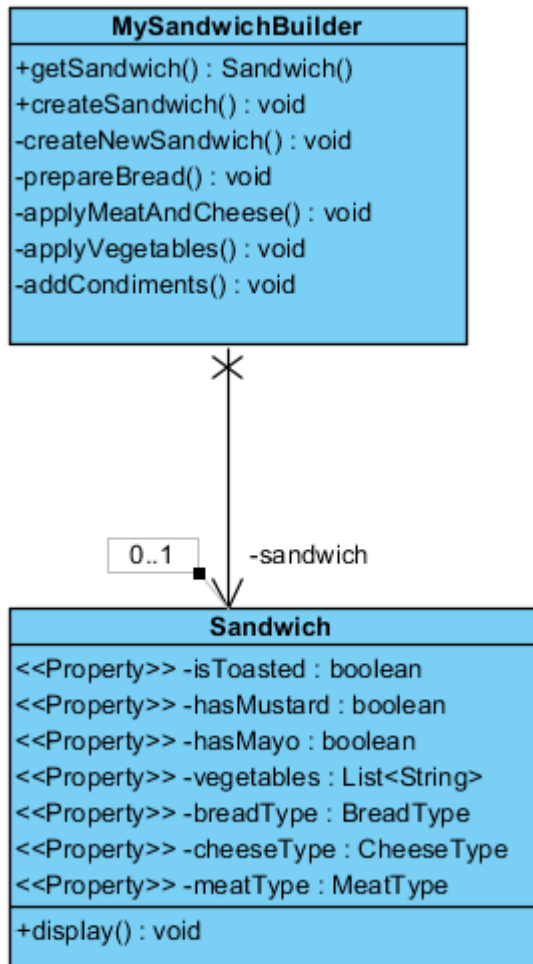 MySandwichBuilder
+getSandwich() : Sandwich()
+createSandwich() : void
-createNewSandwich() : void
-prepareBread() : void
-applyMeatAndCheese() : void
-applyVegetables() : void
-addCondiments() : void
0..1
-sandwich
Sandwich
<<Property>> -isToasted : boolean
<<Property>> -hasMustard : boolean
<<Property>> -hasMayo : boolean
<<Property>> -vegetables : List<String>
<<Property>> -breadType : BreadType
<<Property>> -cheeseType : CheeseType
<<Property>> -meatType : MeatType
+display() : void